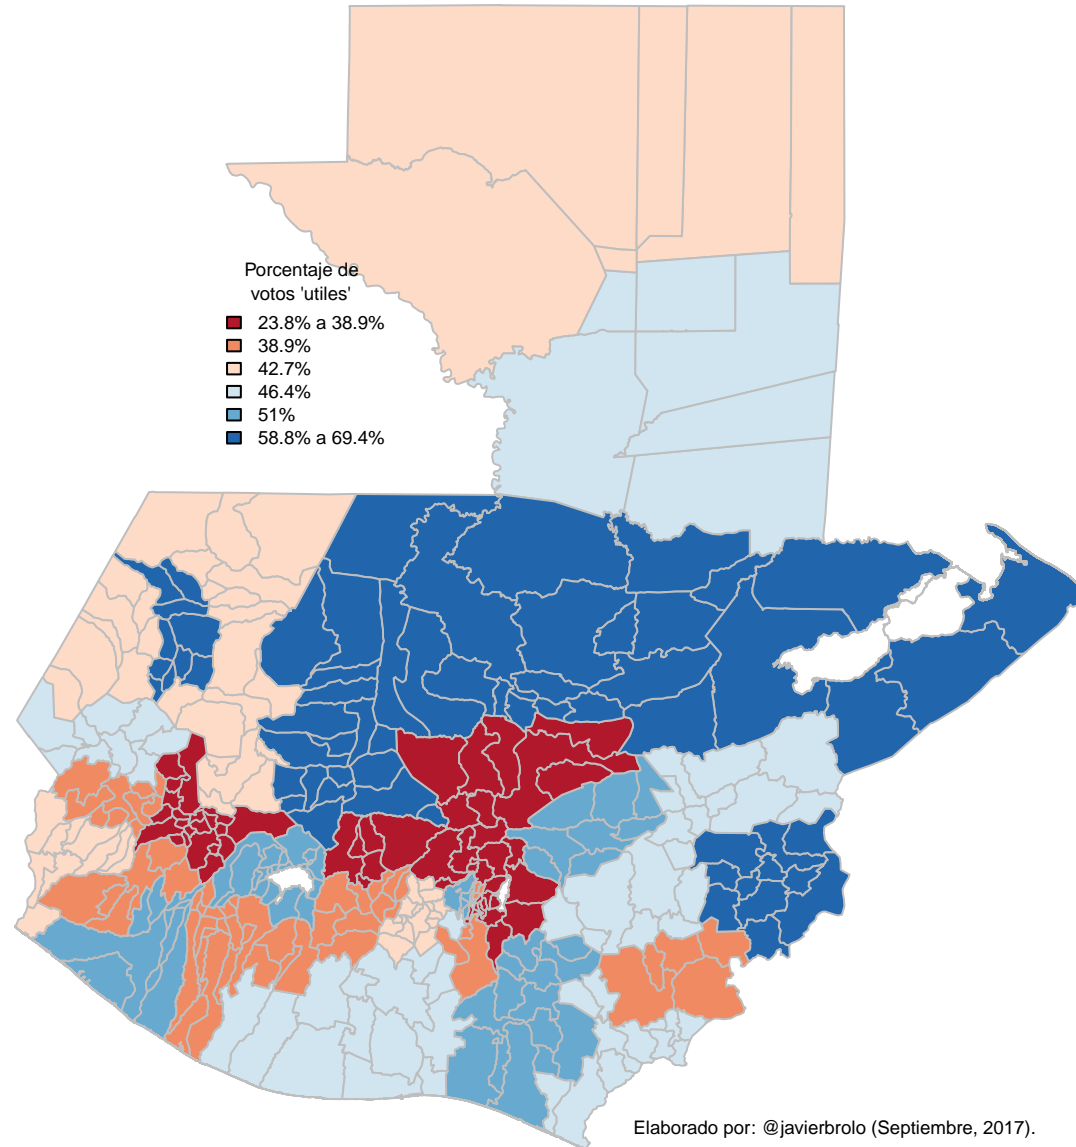 Porcentaje de
votos 'utiles'
23.8% a 38.9%
38.9%
42.7%
46.4%
51%
58.8% a 69.4%
Elaborado por: @javierbrolo (Septiembre, 2017).